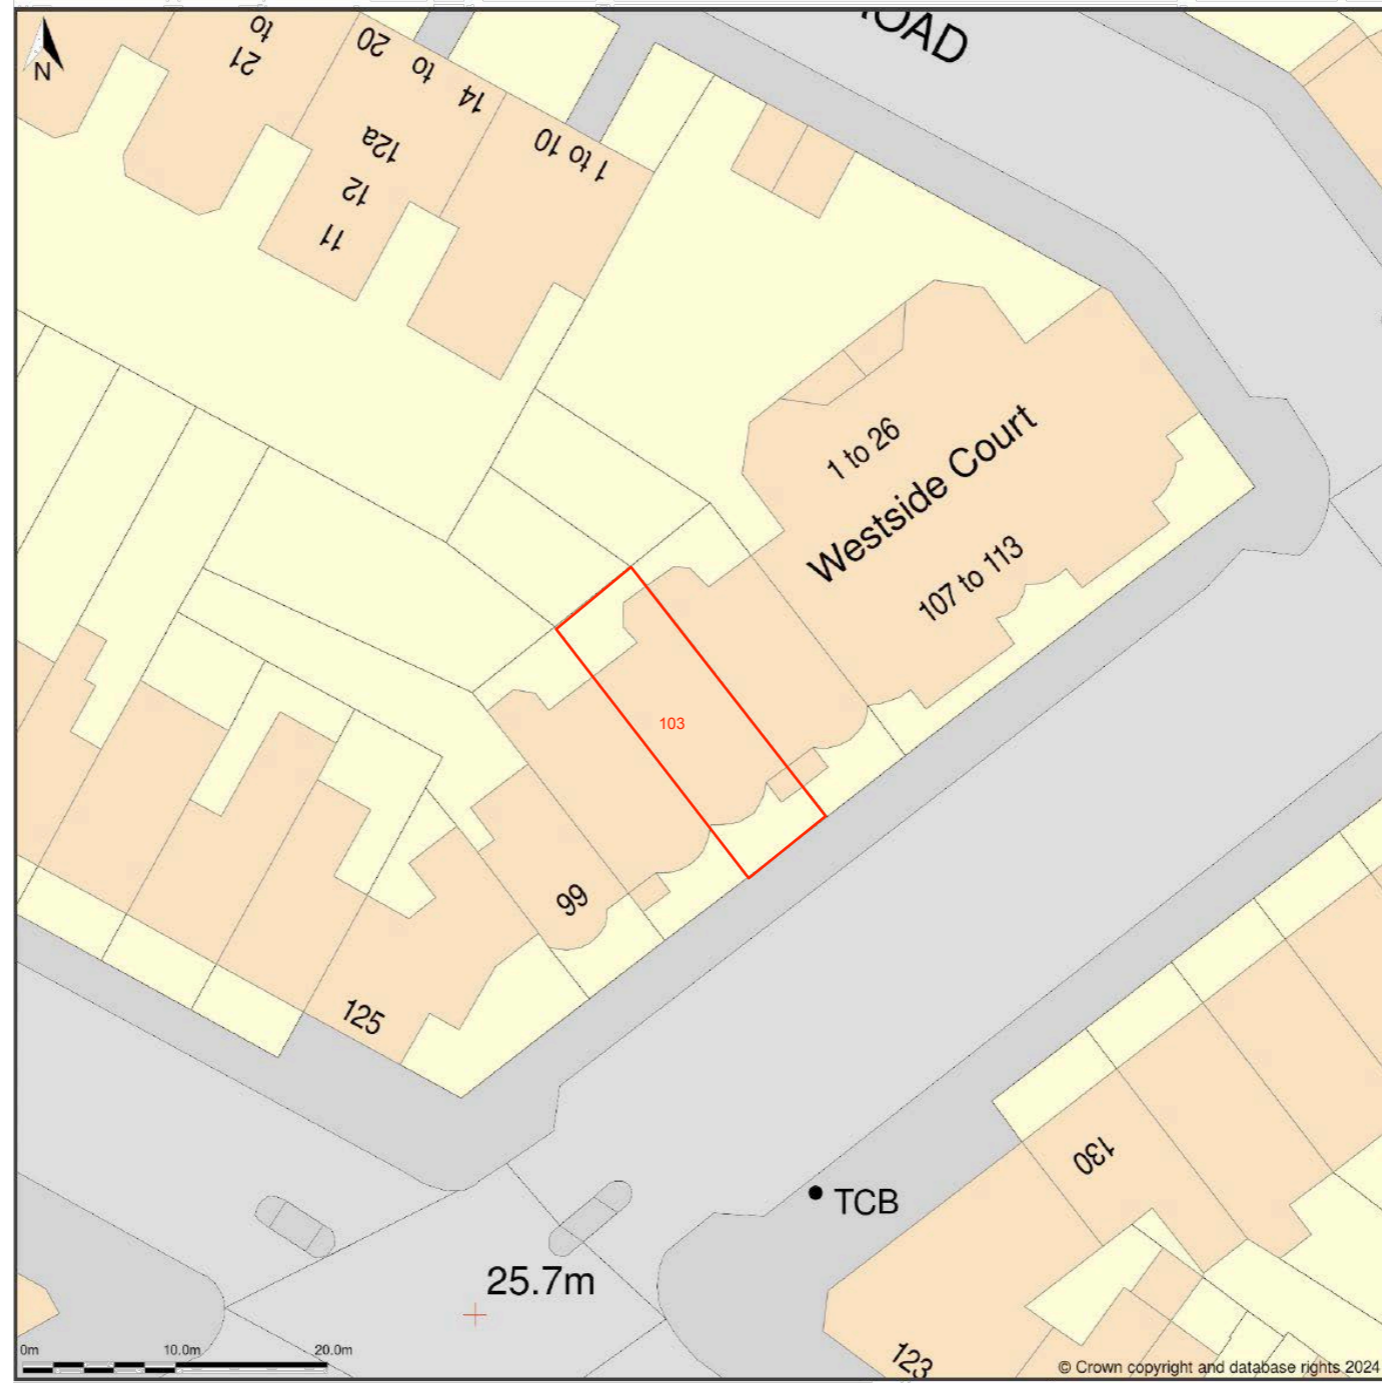 N
21
to
20
to
14
12a
12
11
1 to 10
1 to 26
Westside Court
107 to 113
103
99
125
130
TCB
25.7m
123
0m 10.0m 20.0m
© Crown copyright and database rights 2024